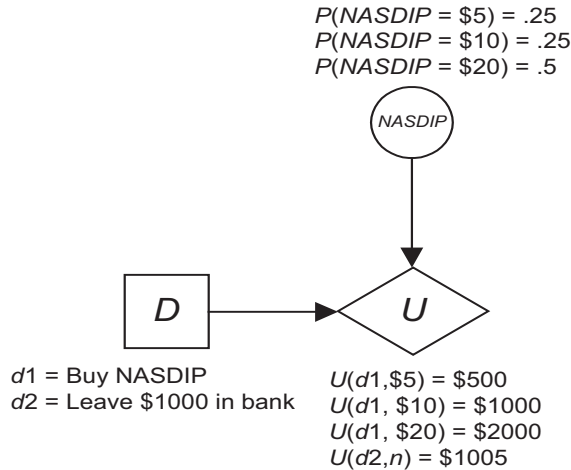 P(NASDIP = $5) = .25
P(NASDIP = $10) = .25
P(NASDIP = $20) = .5
NASDIP
D
U
d1 = Buy NASDIP
d2 = Leave $1000 in bank
U(d1,$5) = $500
U(d1, $10) = $1000
U(d1, $20) = $2000
U(d2,n) = $1005